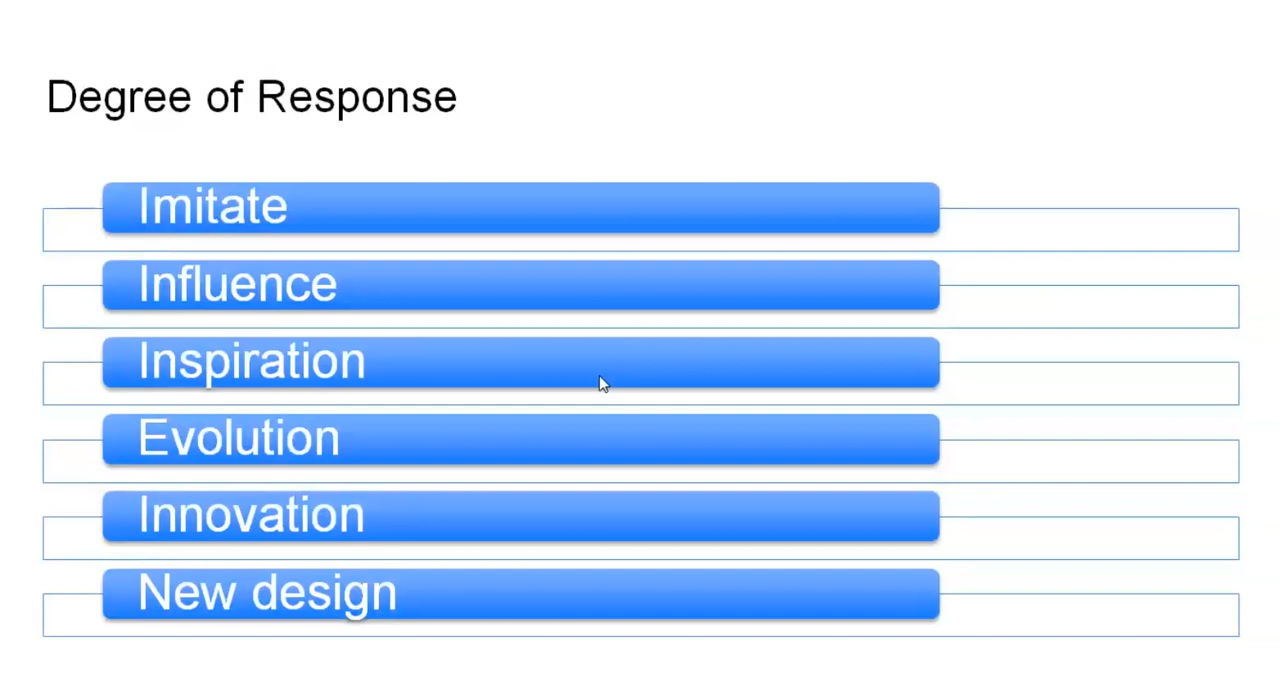 Degree of Response
Imitate
Influence
Inspiration
Evolution
Innovation
New design